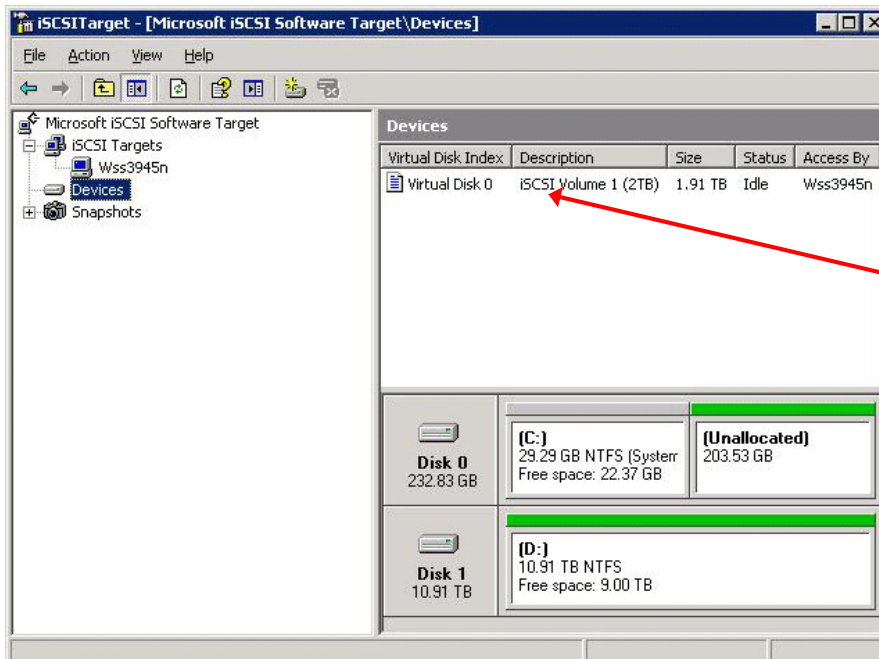 iSCSITarget - [Microsoft iSCSI Software Target\Devices]
File Action View Help
Microsoft iSCSI Software Target
iSCSI Targets
Wss3945n
Devices
Snapshots
Devices
Virtual Disk Index Description Size Status Access By
Virtual Disk 0 iSCSI Volume 1 (2TB) 1.91 TB Idle Wss3945n
Disk 0
232.83 GB
(C:)
29.29 GB NTFS (System
Free space: 22.37 GB
(Unallocated)
203.53 GB
Disk 1
10.91 TB
(D:)
10.91 TB NTFS
Free space: 9.00 TB